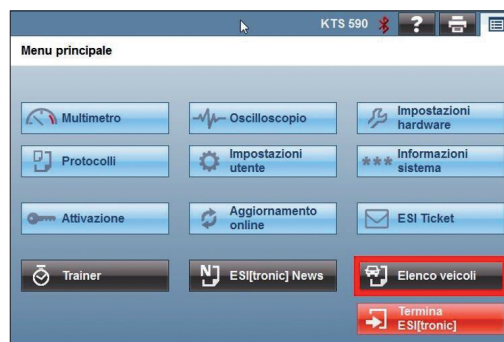 KTS 590
?
Menu principale
Multimetro
Oscilloscopio
Impostazioni
hardware
Protocolli
Impostazioni
utente
***
Informazioni
sistema
Attivazione
Aggiornamento
online
ESI Ticket
Trainer
N
ESI[tronic] News
Elenco veicoli
Termina
ESI[tronic]